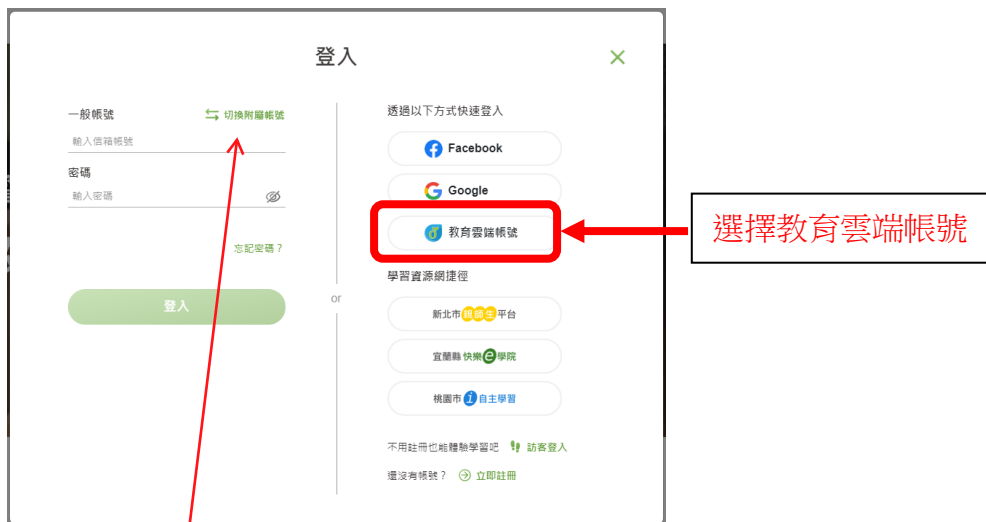 登入
一般帳號
切換附屬帳號
輸入信箱帳號
密碼
輸入密碼
忘記密碼？
登入
or
透過以下方式快速登入
Facebook
Google
教育雲端帳號
選擇教育雲端帳號
學習資源網捷徑
新北市親師生平台
宜蘭縣快樂e學院
桃園市i自主學習
不用註冊也能體驗學習吧 訪客登入
還沒有帳號？ 立即註冊